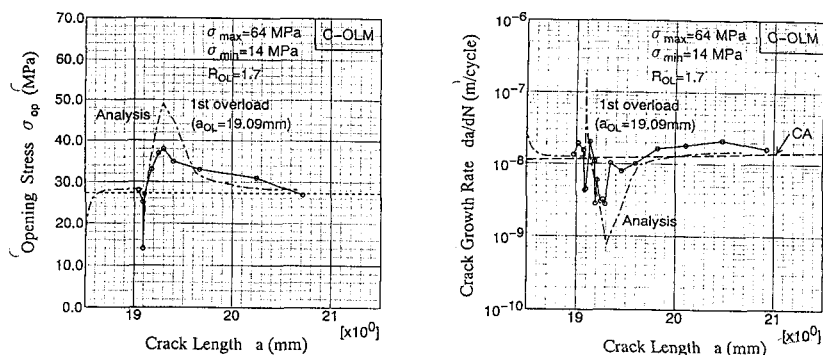 70.0
60.0
50.0
40.0
30.0
20.0
10.0
0.0
Opening Stress σop (MPa)
σmax=64 MPa
σmin=14 MPa
ROL=1.7
C-OLM
Analysis
1st overload
(aOL=19.09mm)
19
20
21
[x10⁰]
Crack Length a (mm)
10⁻⁶
10⁻⁷
10⁻⁸
10⁻⁹
10⁻¹⁰
Crack Growth Rate da/dN (m/cycle)
σmax=64 MPa
σmin=14 MPa
ROL=1.7
C-OLM
1st overload
(aOL=19.09mm)
CA
Analysis
19
20
21
[x10⁰]
Crack Length a (mm)